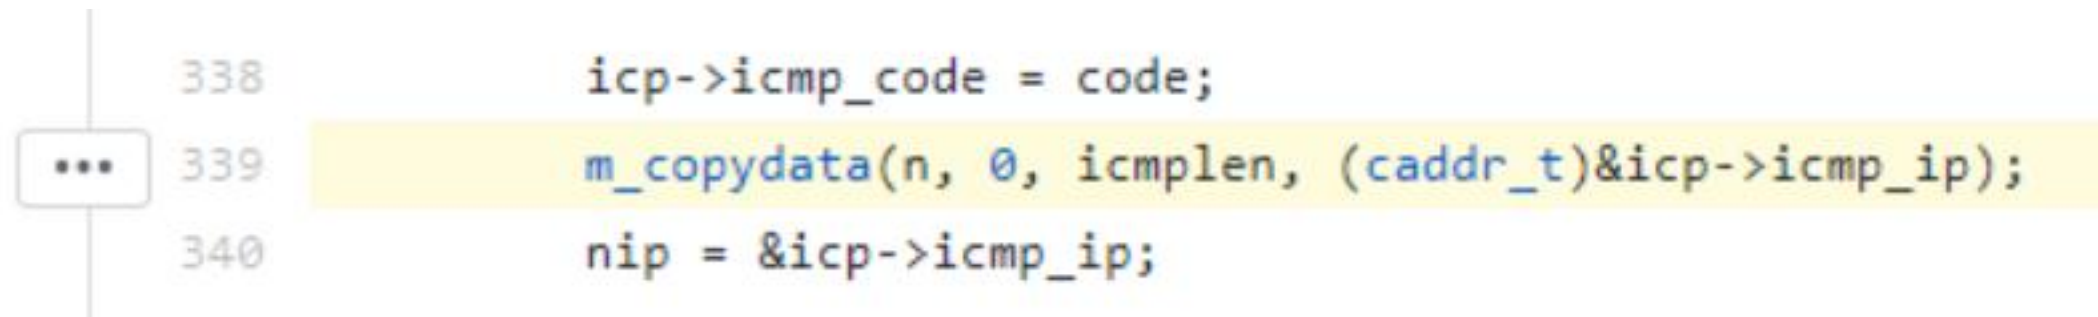 338 icp->icmp_code = code;
••• 339 m_copydata(n, 0, icmplen, (caddr_t)&icp->icmp_ip);
340 nip = &icp->icmp_ip;